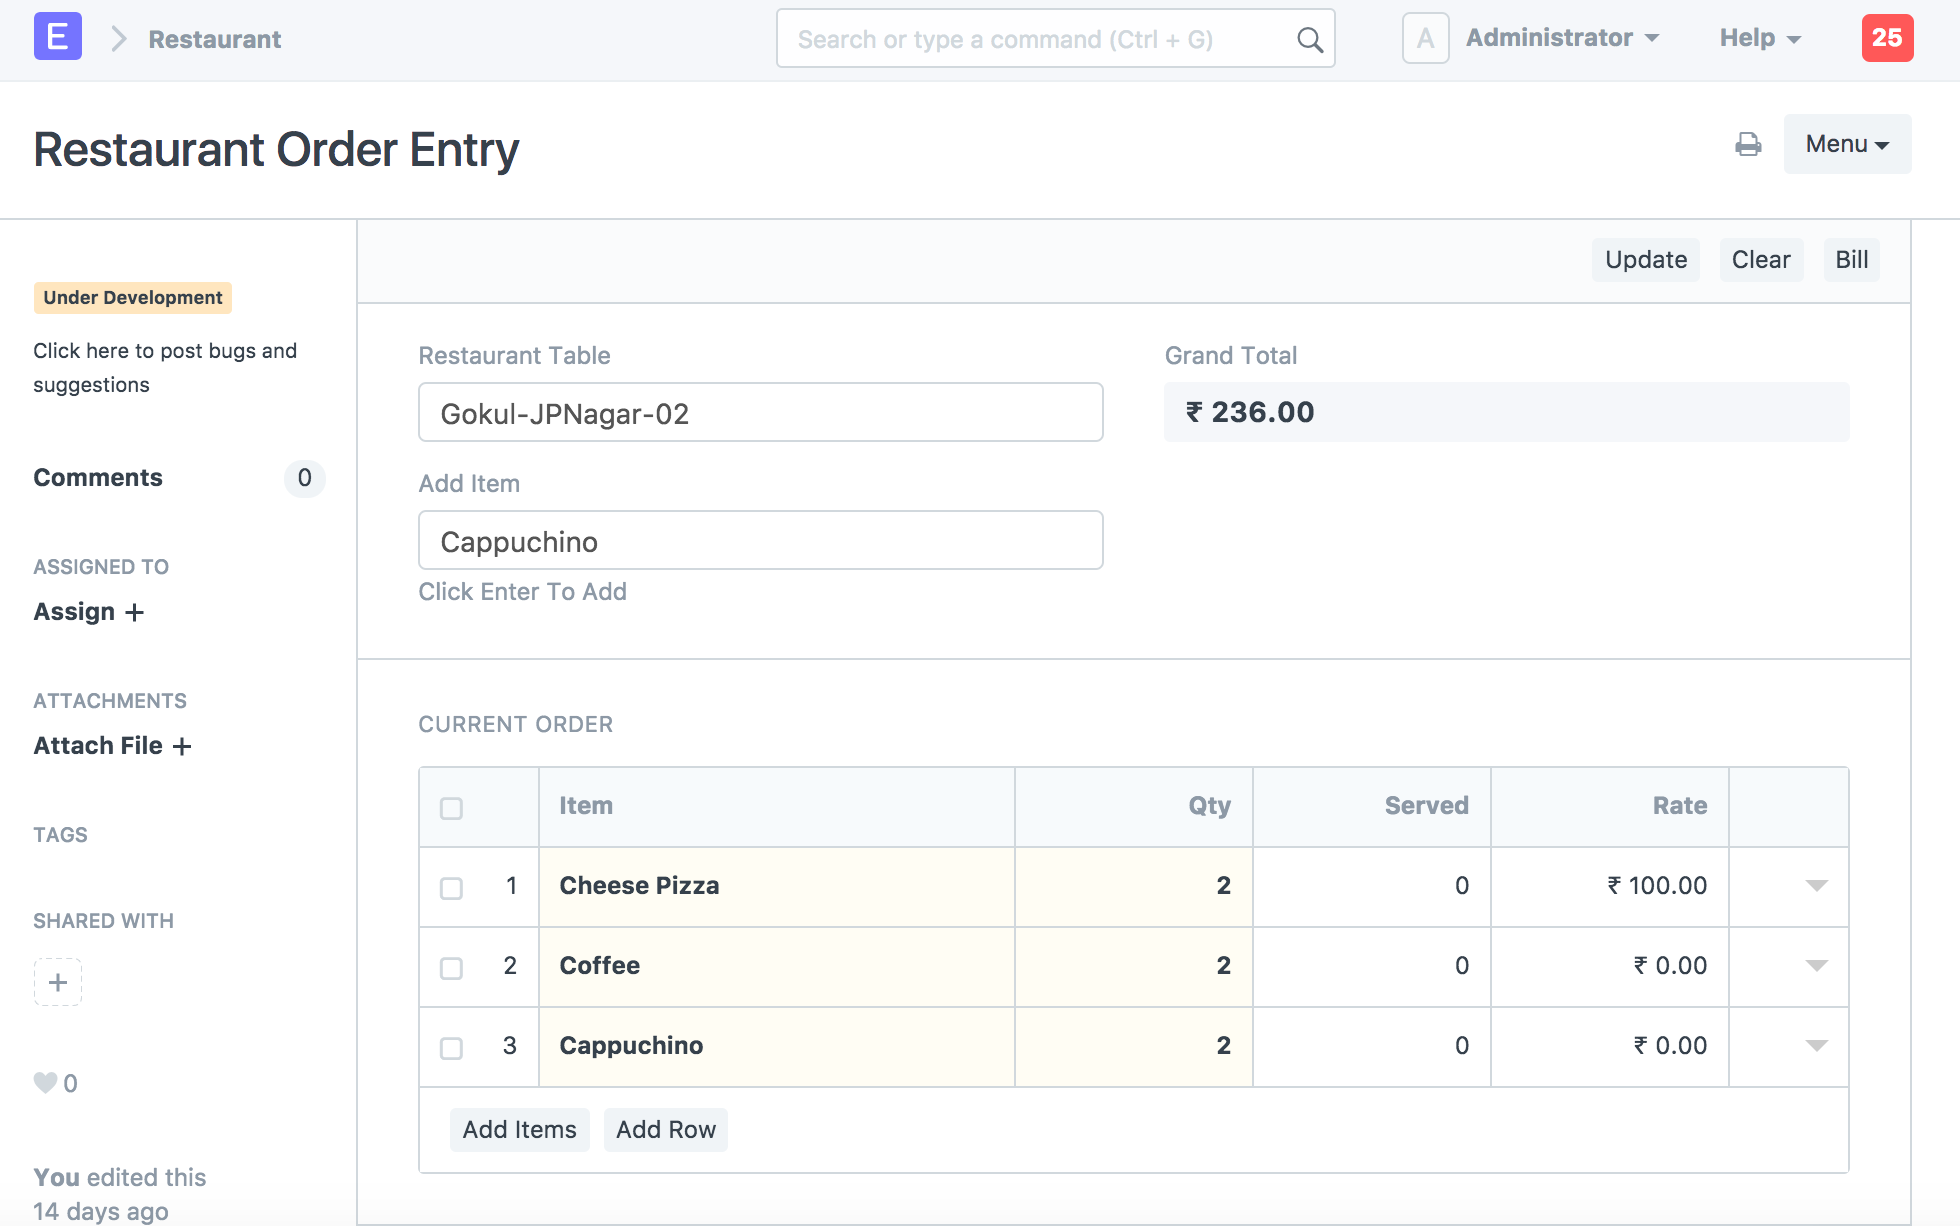 E
Restaurant
Search or type a command (Ctrl + G)
A
Administrator
Help
25
Restaurant Order Entry
Menu
Update
Clear
Bill
Under Development
Click here to post bugs and
suggestions
Comments
0
ASSIGNED TO
Assign +
ATTACHMENTS
Attach File +
TAGS
SHARED WITH
+
0
You edited this
14 days ago
Restaurant Table
Gokul-JPNagar-02
Grand Total
₹ 236.00
Add Item
Cappuchino
Click Enter To Add
CURRENT ORDER
Item Qty Served Rate
1 Cheese Pizza 2 0 ₹ 100.00
2 Coffee 2 0 ₹ 0.00
3 Cappuchino 2 0 ₹ 0.00
Add Items
Add Row